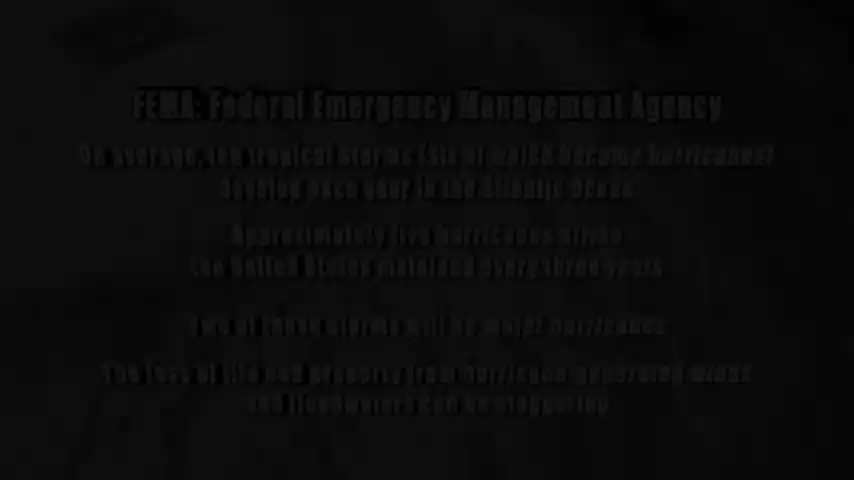 FEMA: Federal Emergency Management Agency
On average, ten tropical storms (six of which become hurricanes)
develop each year in the Atlantic Ocean
Approximately five hurricanes strike
the United States mainland every three years
Two of these storms will be major hurricanes
The loss of life and property from hurricane-generated winds
and floodwaters can be staggering